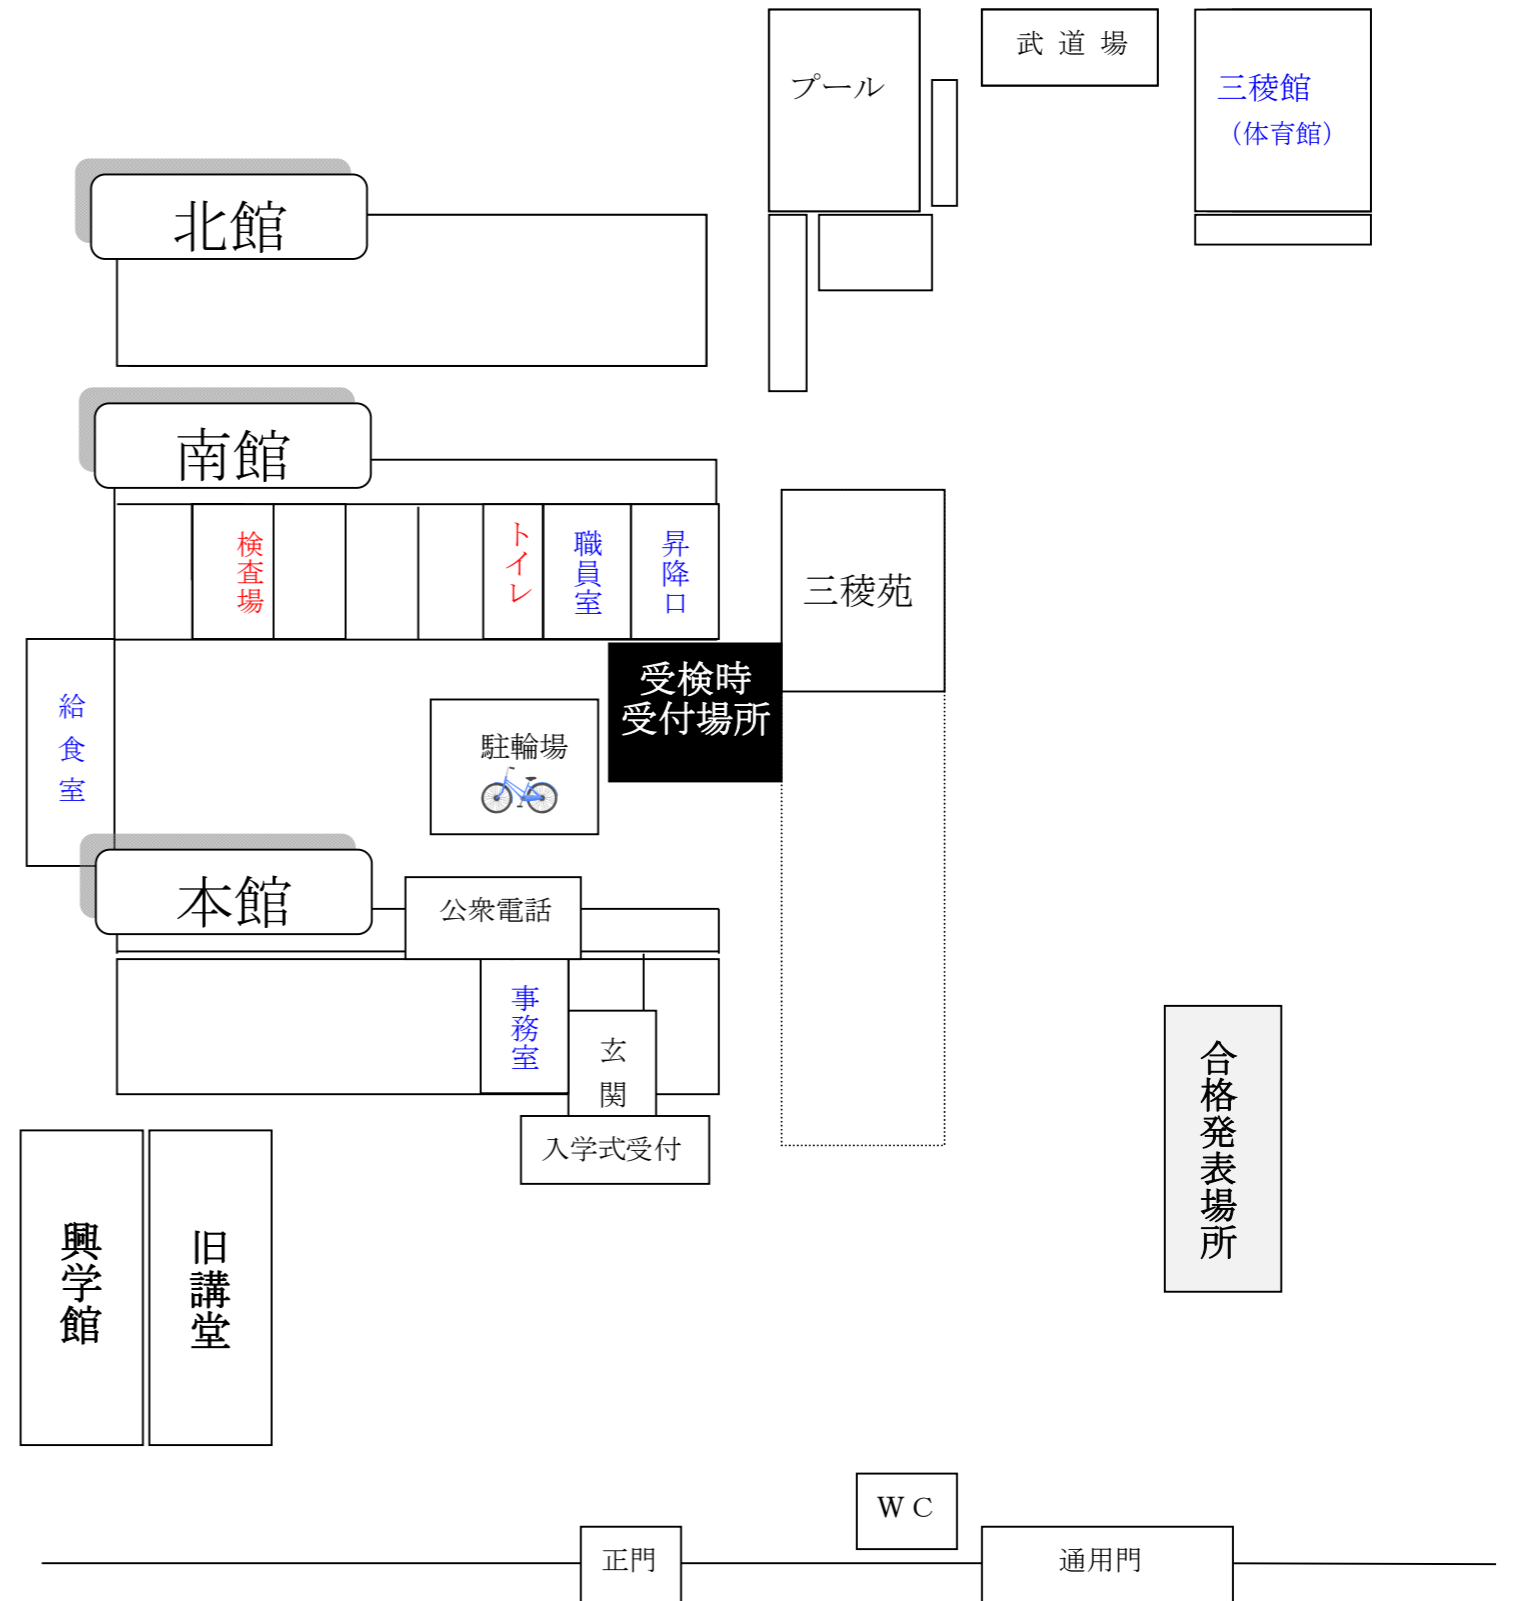 プール
武 道 場
三稜館
（体育館）
北館
南館
検査場
トイレ
職員室
昇降口
三稜苑
受検時
受付場所
給食室
駐輪場
本館
公衆電話
事務室
玄関
入学式受付
合格発表場所
興学館
旧講堂
ＷＣ
正門
通用門